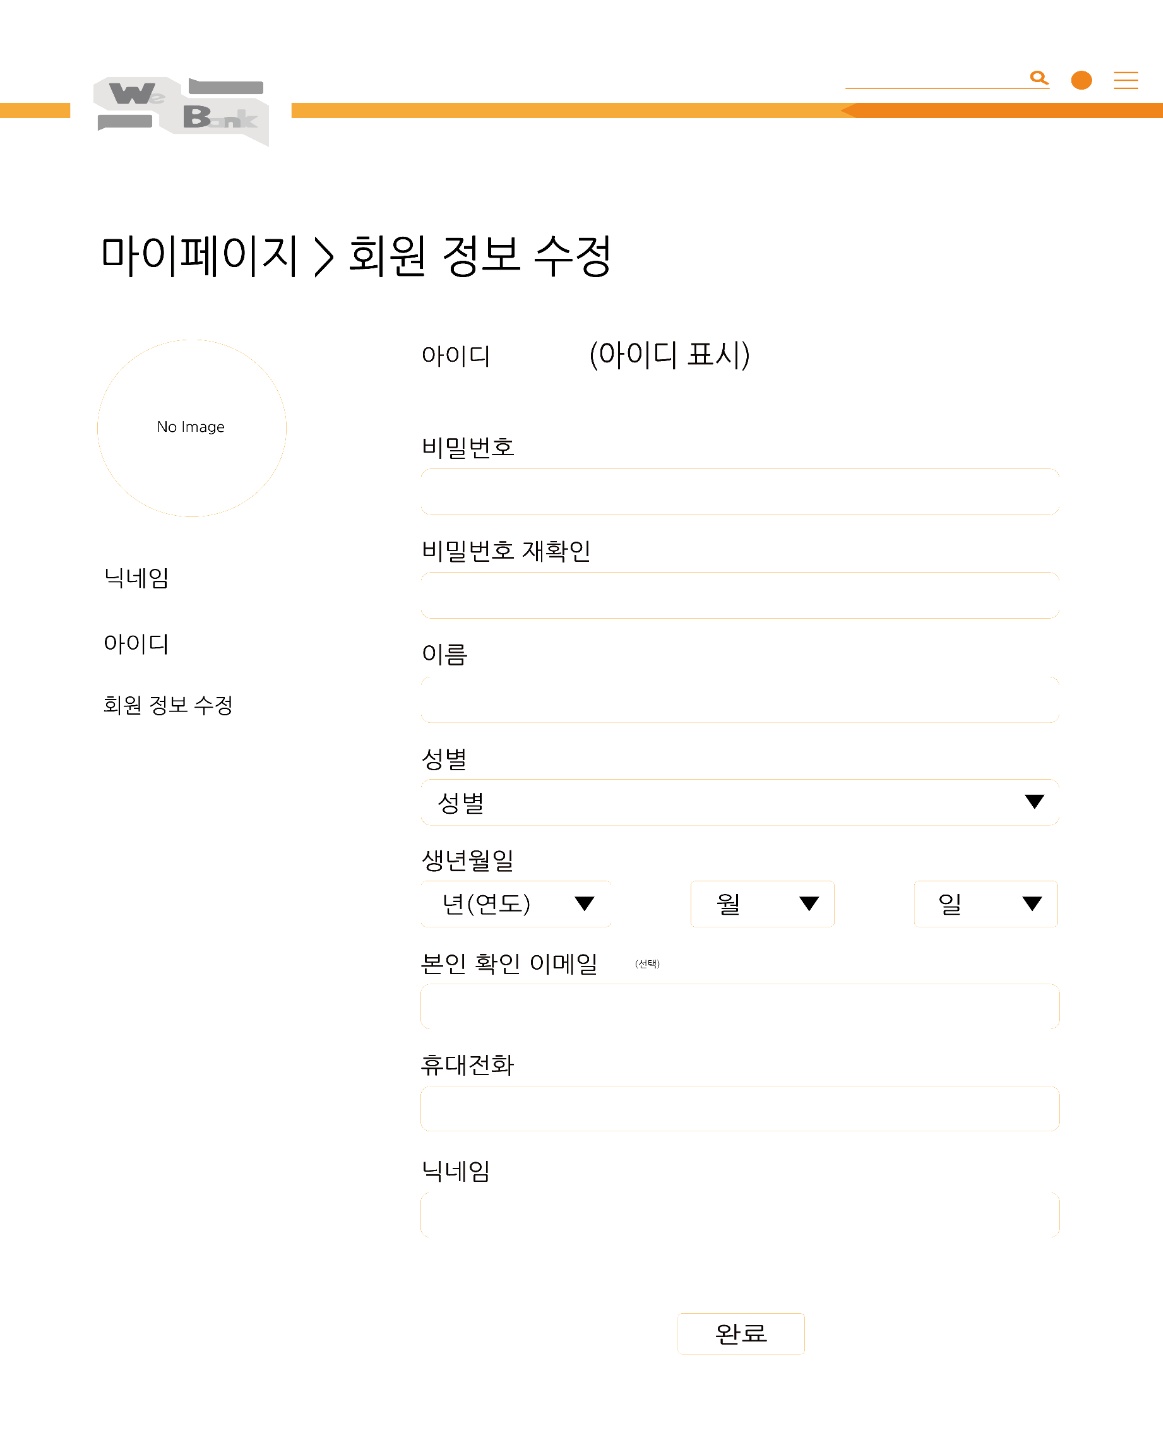 We
Bank
마이페이지 > 회원 정보 수정
No Image
닉네임
아이디
회원 정보 수정
아이디 (아이디 표시)
비밀번호
비밀번호 재확인
이름
성별
성별
생년월일
년(연도) 월 일
본인 확인 이메일 (선택)
휴대전화
닉네임
완료